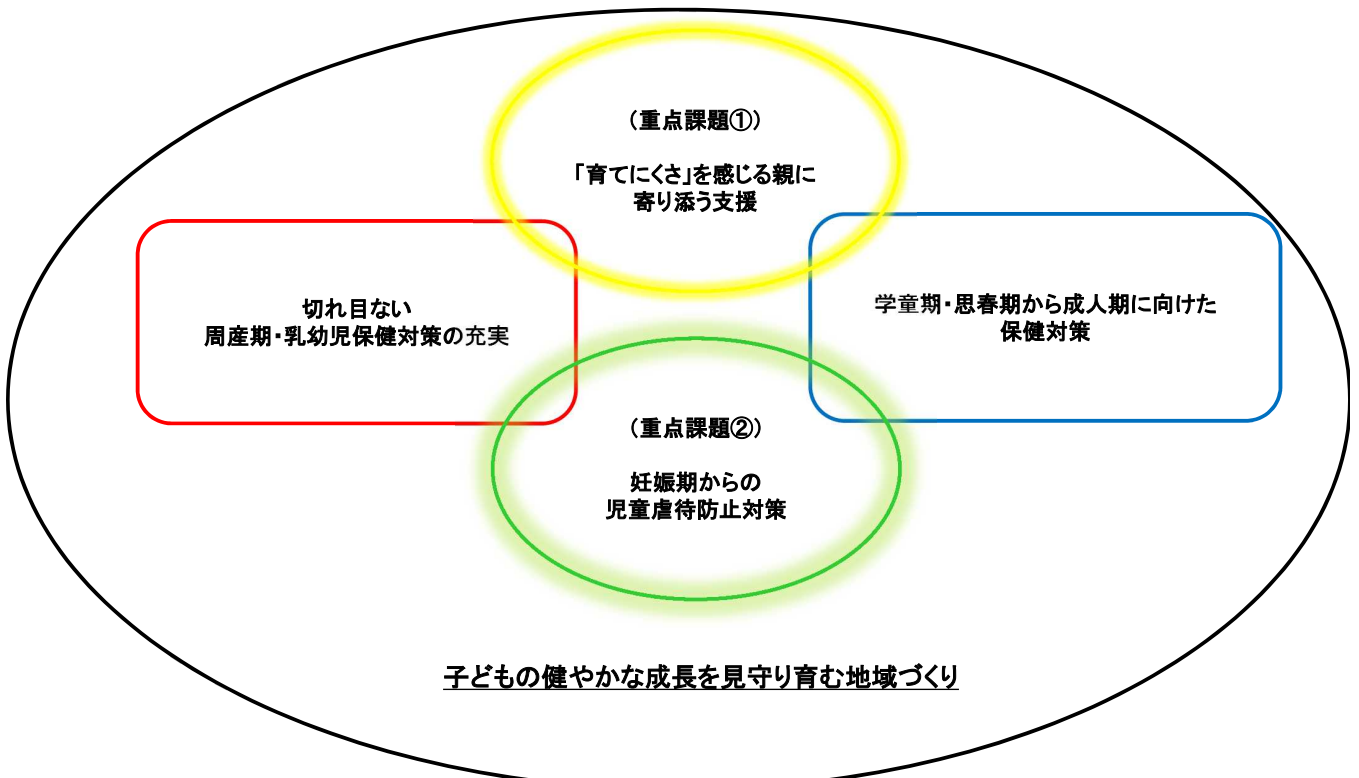 (重点課題①)
「育てにくさ」を感じる親に
寄り添う支援
切れ目ない
周産期・乳幼児保健対策の充実
学童期・思春期から成人期に向けた
保健対策
(重点課題②)
妊娠期からの
児童虐待防止対策
子どもの健やかな成長を見守り育む地域づくり